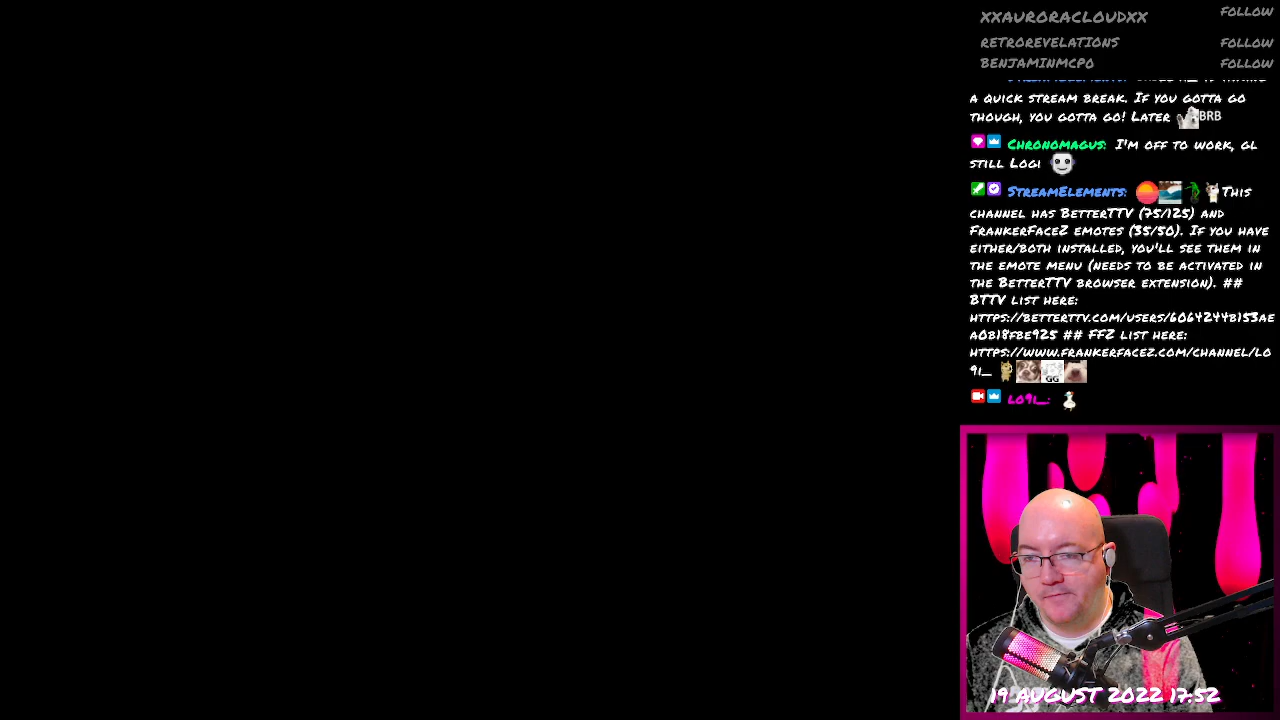 XXAURORACLOUDXX FOLLOW
RETROREVELATIONS FOLLOW
BENJAMINMCPO FOLLOW
STREAMELEMENTS:
A QUICK STREAM BREAK. IF YOU GOTTA GO
THOUGH, YOU GOTTA GO! LATER BRB
CHRONOMAGUS: I'M OFF TO WORK, GL
STILL LOGI
STREAMELEMENTS: THIS
CHANNEL HAS BETTERTTV (75/125) AND
FRANKERFACEZ EMOTES (35/50). IF YOU HAVE
EITHER/BOTH INSTALLED, YOU'LL SEE THEM IN
THE EMOTE MENU (NEEDS TO BE ACTIVATED IN
THE BETTERTTV BROWSER EXTENSION). ##
BTTV LIST HERE:
HTTPS://BETTERTTV.COM/USERS/6064244B153AE
A0B18FBE925 ## FFZ LIST HERE:
HTTPS://WWW.FRANKERFACEZ.COM/CHANNEL/LO
9I_ GG
LO9I_:
19 AUGUST 2022 17:52